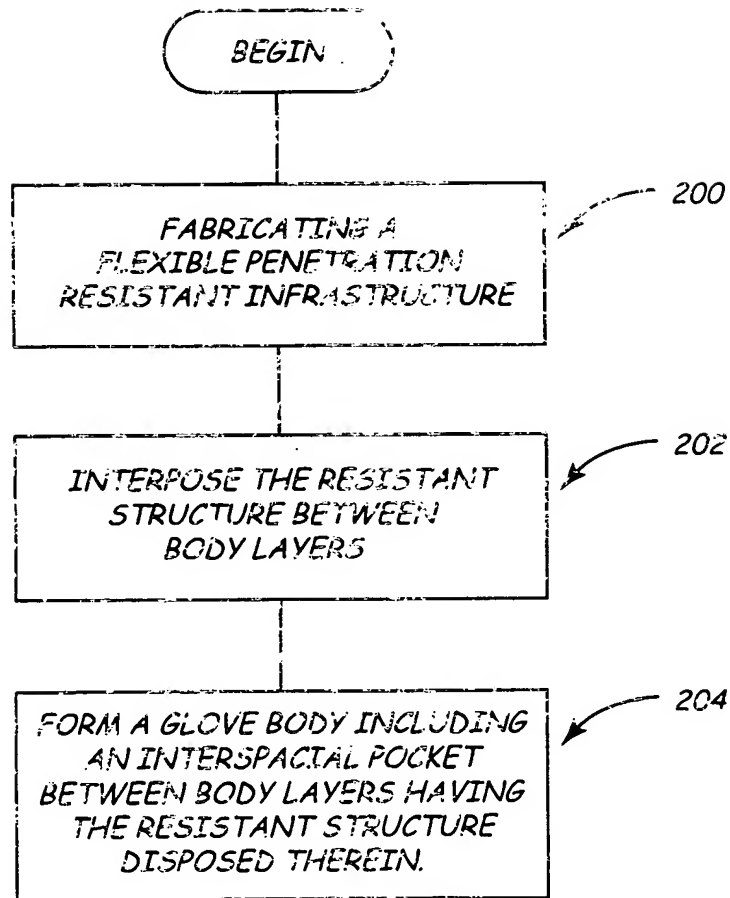 BEGIN
200
FABRICATING A
FLEXIBLE PENETRATION
RESISTANT INFRASTRUCTURE
202
INTERPOSE THE RESISTANT
STRUCTURE BETWEEN
BODY LAYERS
204
FORM A GLOVE BODY INCLUDING
AN INTERSPACIAL POCKET
BETWEEN BODY LAYERS HAVING
THE RESISTANT STRUCTURE
DISPOSED THEREIN.